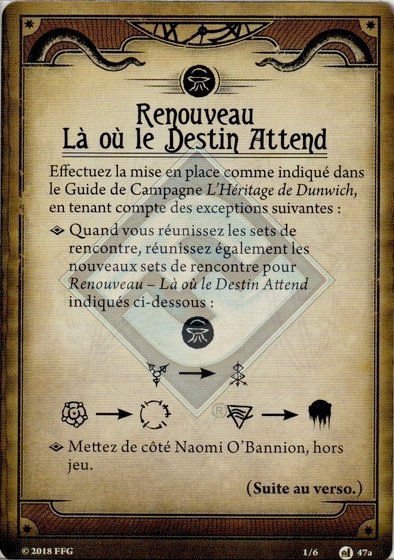 Renouveau
Là où le Destin Attend
Effectuez la mise en place comme indiqué dans
le Guide de Campagne L'Héritage de Dunwich,
en tenant compte des exceptions suivantes :
Quand vous réunissez les sets de
rencontre, réunissez également les
nouveaux sets de rencontre pour
Renouveau – Là où le Destin Attend
indiqués ci-dessous :
®
Mettez de côté Naomi O'Bannion, hors
jeu.
(Suite au verso.)
© 2018 FFG
1/6
47a